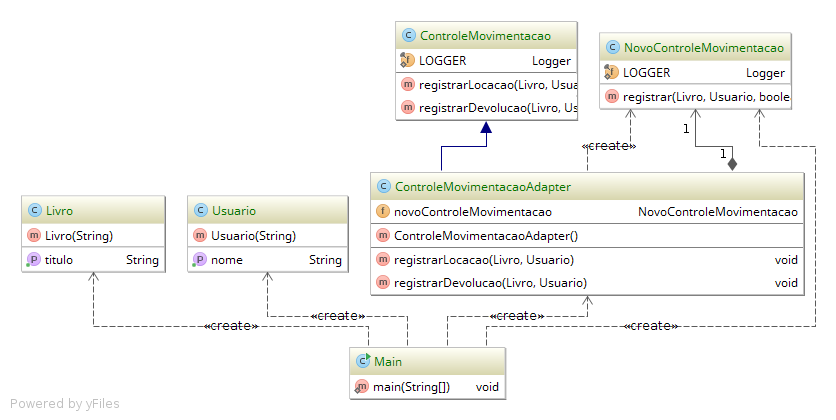 ControleMovimentacao
LOGGER Logger
registrarLocacao(Livro, Usua
registrarDevolucao(Livro, Us
NovoControleMovimentacao
LOGGER Logger
registrar(Livro, Usuario, boole
«create»
1
1
ControleMovimentacaoAdapter
novoControleMovimentacao NovoControleMovimentacao
ControleMovimentacaoAdapter()
registrarLocacao(Livro, Usuario) void
registrarDevolucao(Livro, Usuario) void
Livro
Livro(String)
titulo String
Usuario
Usuario(String)
nome String
«create»
«create»
«create»
«create»
Main
main(String[]) void
Powered by yFiles